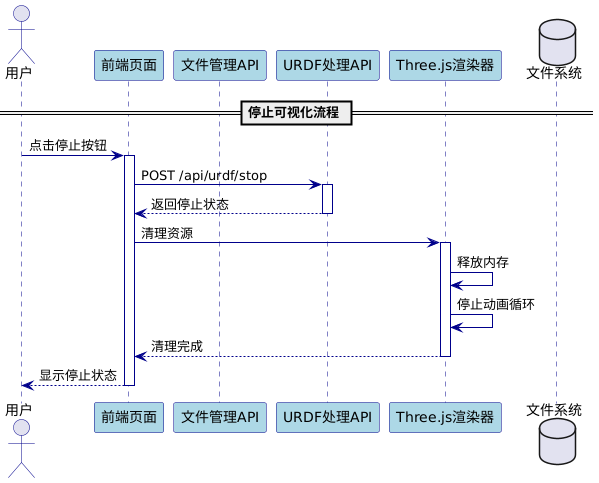 用户
前端页面
文件管理API
URDF处理API
Three.js渲染器
文件系统
停止可视化流程
点击停止按钮
POST /api/urdf/stop
返回停止状态
清理资源
释放内存
停止动画循环
清理完成
显示停止状态
用户
前端页面
文件管理API
URDF处理API
Three.js渲染器
文件系统